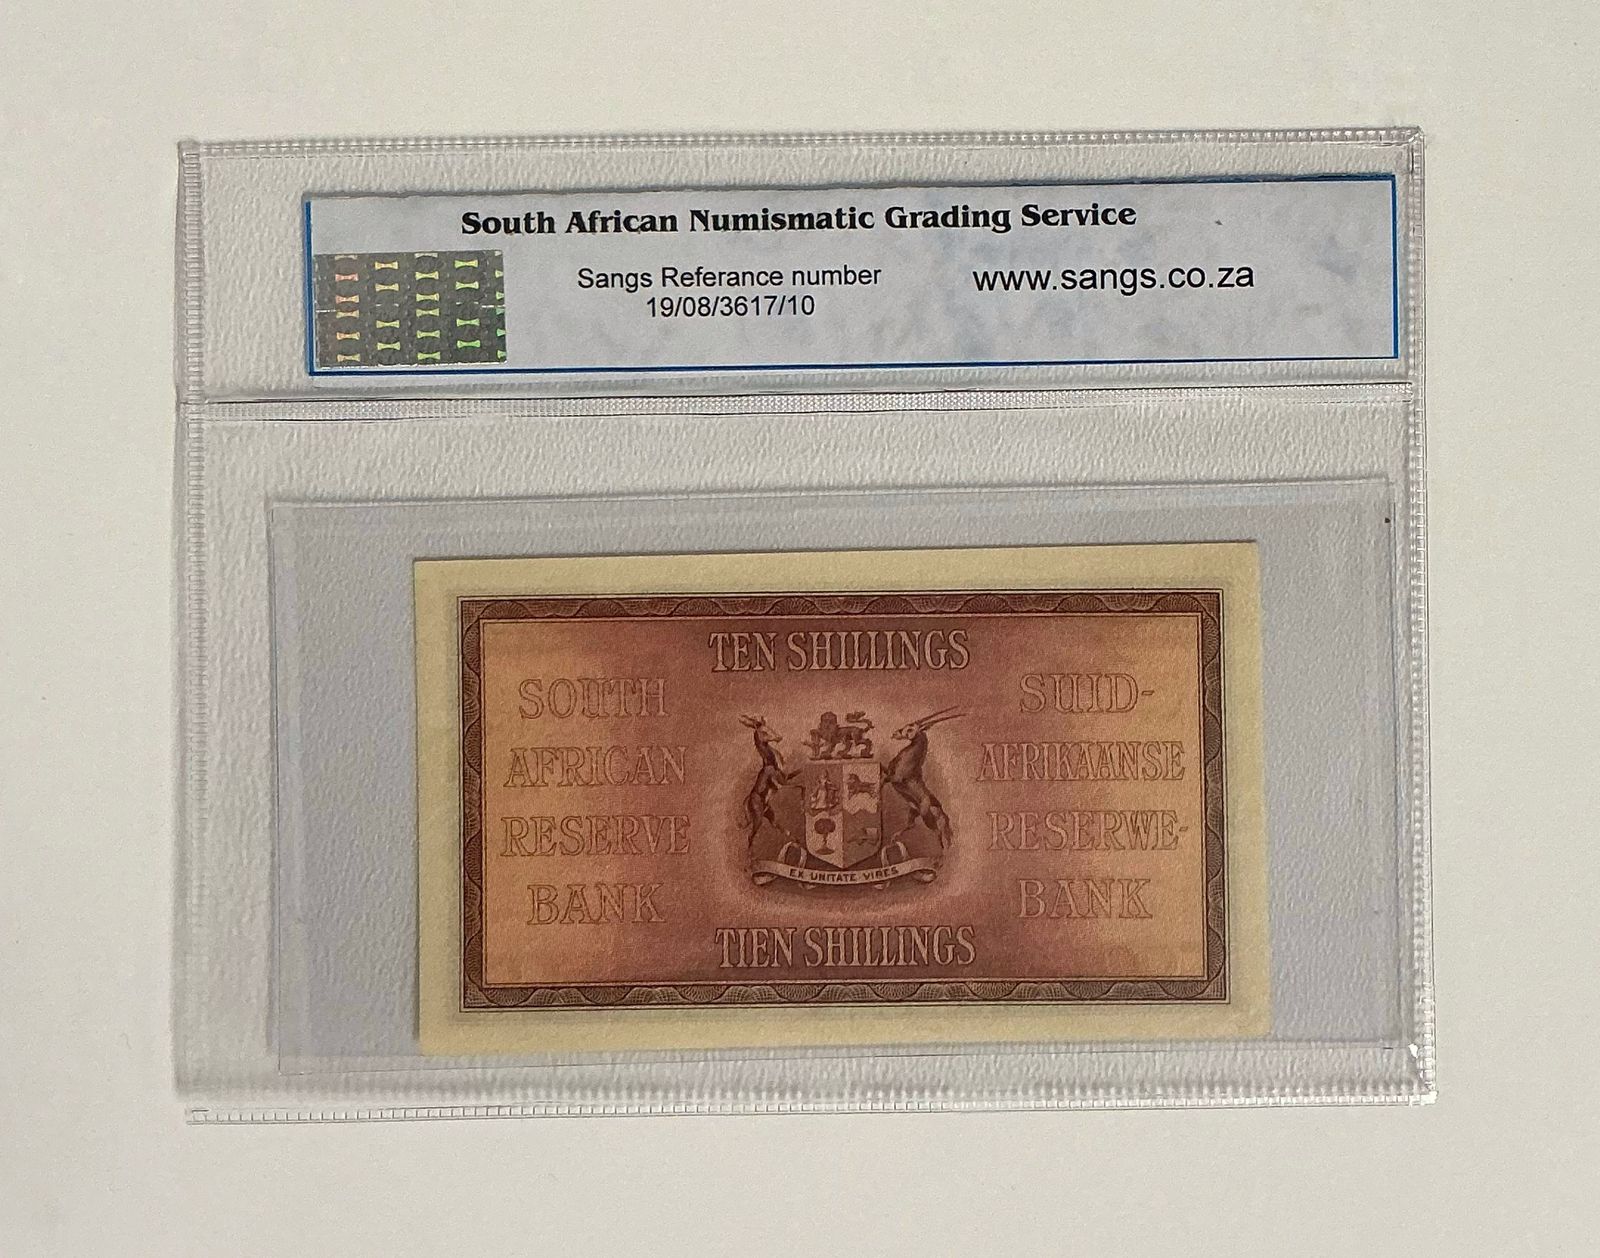 South African Numismatic Grading Service
Sangs Referance number
19/08/3617/10
www.sangs.co.za
TEN SHILLINGS
SOUTH
AFRICAN
RESERVE
BANK
SUID-
AFRIKAANSE
RESERWE-
BANK
EX UNITATE VIRES
TIEN SHILLINGS